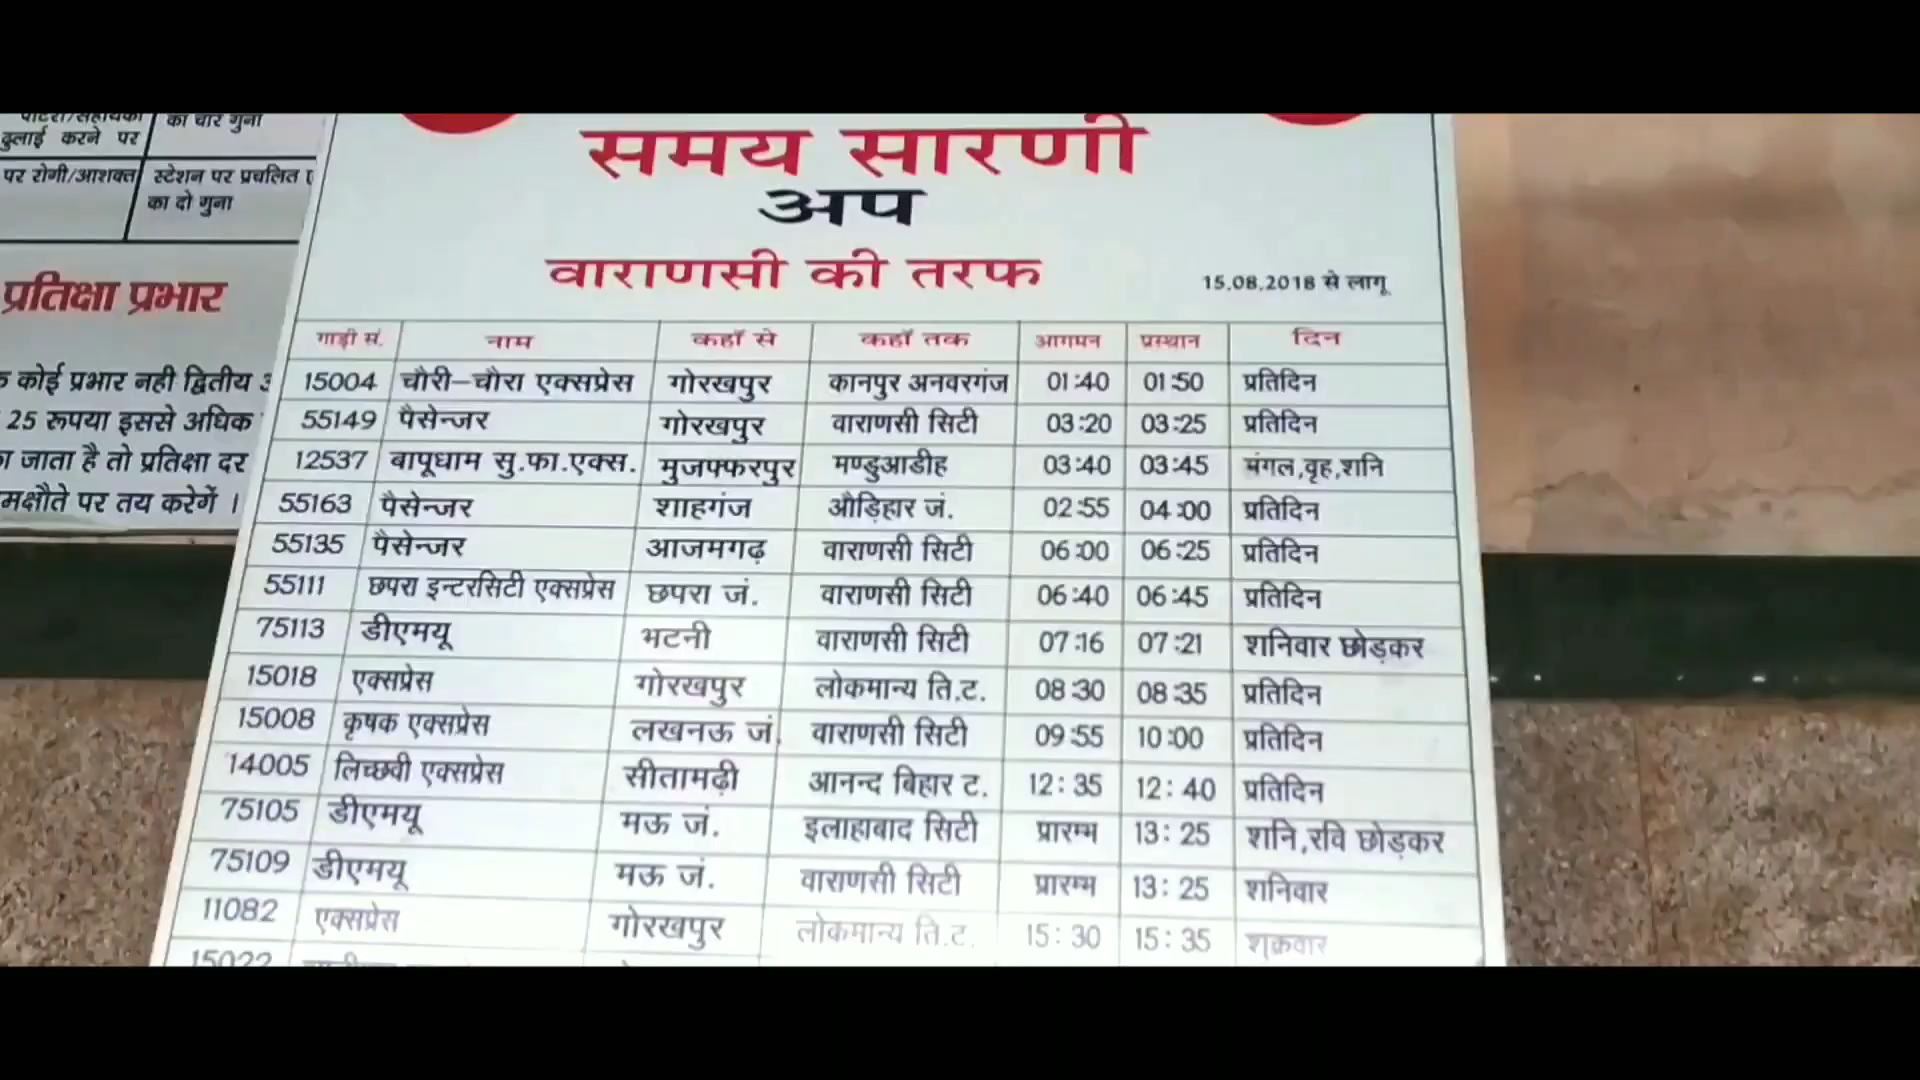 ढुलाई करने पर
का चार गुना
पर रोगी/आशक्त
स्टेशन पर प्रचलित
का दो गुना
प्रतिक्षा प्रभार
कोई प्रभार नही द्वितीय
25 रूपया इससे अधिक
जाता है तो प्रतिक्षा दर
पर तय करेगें ।
समय सारणी
अप
वाराणसी की तरफ
15.08.2018 से लागू
गाड़ी सं. नाम कहाँ से कहाँ तक आगमन प्रस्थान दिन
15004 चौरी-चौरा एक्सप्रेस गोरखपुर कानपुर अनवरगंज 01:40 01:50 प्रतिदिन
55149 पैसेन्जर गोरखपुर वाराणसी सिटी 03:20 03:25 प्रतिदिन
12537 बापूधाम सु.फा.एक्स. मुजफ्फरपुर मण्डुआडीह 03:40 03:45 मंगल,वृह,शनि
55163 पैसेन्जर शाहगंज औड़िहार जं. 02:55 04:00 प्रतिदिन
55135 पैसेन्जर आजमगढ़ वाराणसी सिटी 06:00 06:25 प्रतिदिन
55111 छपरा इन्टरसिटी एक्सप्रेस छपरा जं. वाराणसी सिटी 06:40 06:45 प्रतिदिन
75113 डीएमयू भटनी वाराणसी सिटी 07:16 07:21 शनिवार छोड़कर
15018 एक्सप्रेस गोरखपुर लोकमान्य ति.ट. 08:30 08:35 प्रतिदिन
15008 कृषक एक्सप्रेस लखनऊ जं. वाराणसी सिटी 09:55 10:00 प्रतिदिन
14005 लिच्छवी एक्सप्रेस सीतामढ़ी आनन्द बिहार ट. 12:35 12:40 प्रतिदिन
75105 डीएमयू मऊ जं. इलाहाबाद सिटी प्रारम्भ 13:25 शनि,रवि छोड़कर
75109 डीएमयू मऊ जं. वाराणसी सिटी प्रारम्भ 13:25 शनिवार
11082 एक्सप्रेस गोरखपुर लोकमान्य ति.ट. 15:30 15:35 शुक्रवार
15022